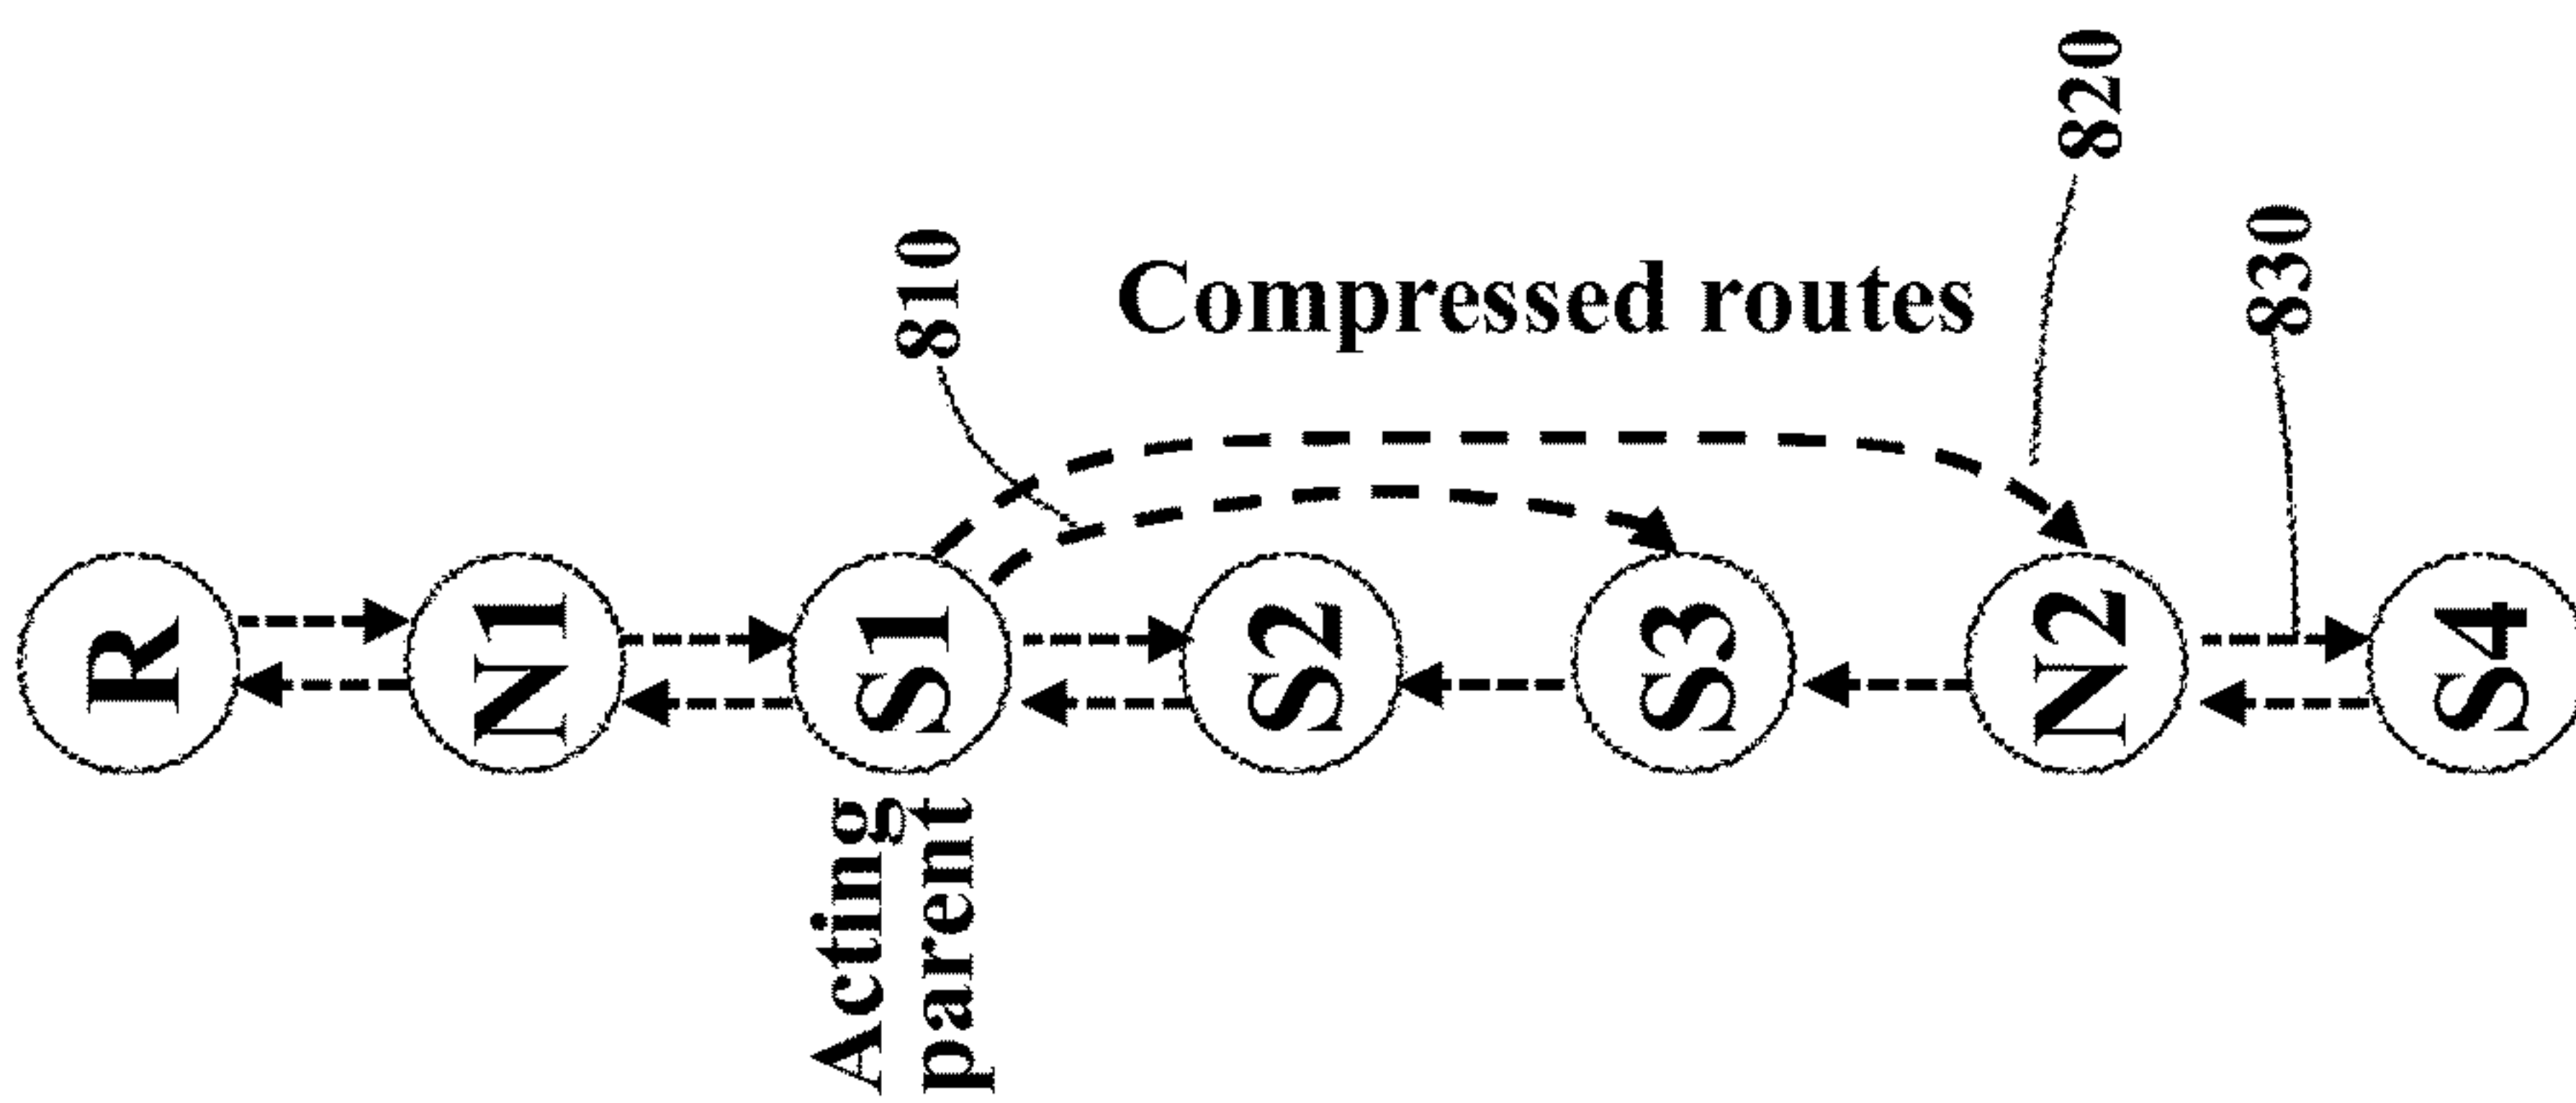 820
810
830
Compressed routes
R
N1
S1
S2
S3
N2
S4
Acting
parent